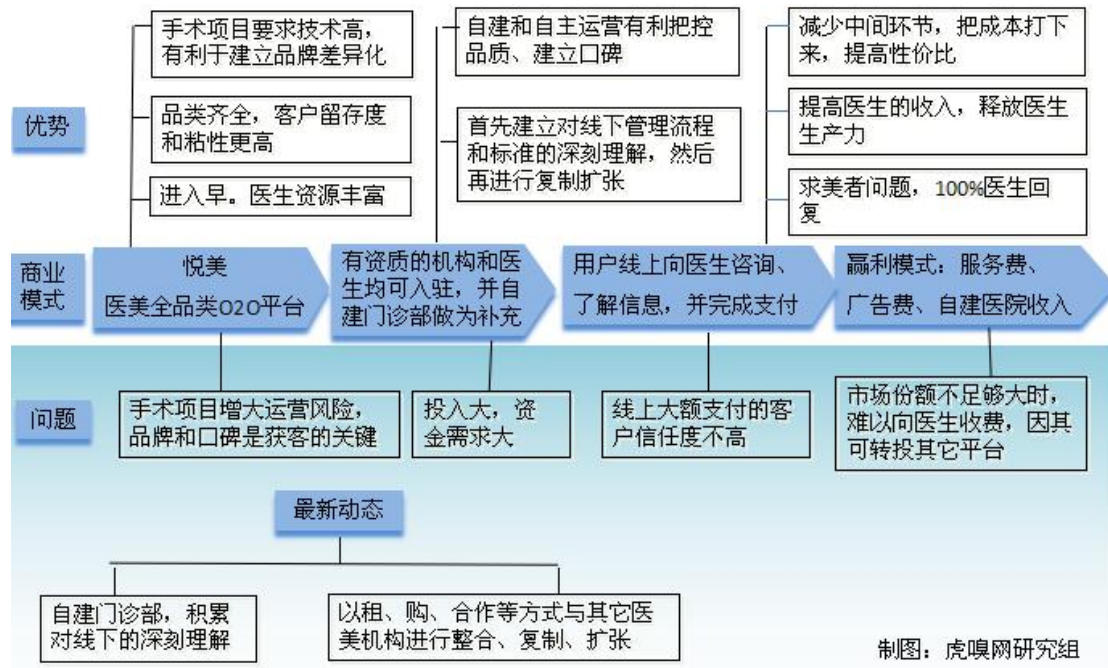 手术项目要求技术高,
有利于建立品牌差异化
品类齐全，客户留存度
和粘性更高
进入早。医生资源丰富
自建和自主运营有利把控
品质、建立口碑
首先建立对线下管理流程
和标准的深刻理解，然后
再进行复制扩张
减少中间环节，把成本打下
来，提高性价比
提高医生的收入，释放医生
生产力
求美者问题，100%医生回
复
优势
商业
模式
悦美
医美全品类O2O平台
有资质的机构和医
生均可入驻，并自
建门诊部做为补充
用户线上向医生咨询、
了解信息，并完成支付
赢利模式：服务费、
广告费、自建医院收入
问题
手术项目增大运营风险，
品牌和口碑是获客的关键
投入大，资
金需求大
线上大额支付的客
户信任度不高
市场份额不足够大时，
难以向医生收费，因其
可转投其它平台
最新动态
自建门诊部，积累
对线下的深刻理解
以租、购、合作等方式与其它医
美机构进行整合、复制、扩张
制图：虎嗅网研究组